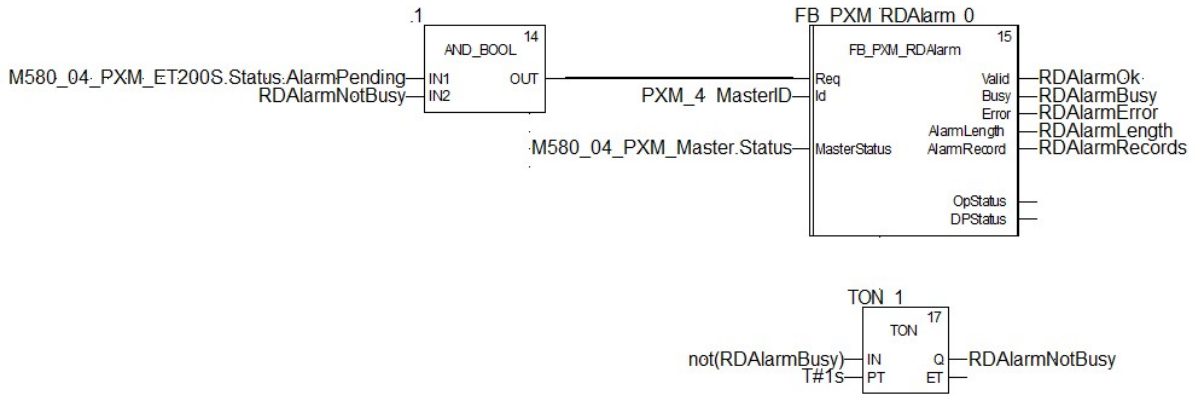 .1
FB_PXM_RDAlarm_0
14
AND_BOOL
15
FB_PXM_RDAlarm
M580_04_PXM_ET200S.Status.AlarmPending IN1 OUT
RDAlarmNotBusy IN2
Req Valid RDAlarmOk
PXM_4_MasterID Id Busy RDAlarmBusy
Error RDAlarmError
AlarmLength RDAlarmLength
M580_04_PXM_Master.Status MasterStatus AlarmRecord RDAlarmRecords
OpStatus
DPStatus
TON_1
17
TON
not(RDAlarmBusy) IN Q RDAlarmNotBusy
T#1s PT ET